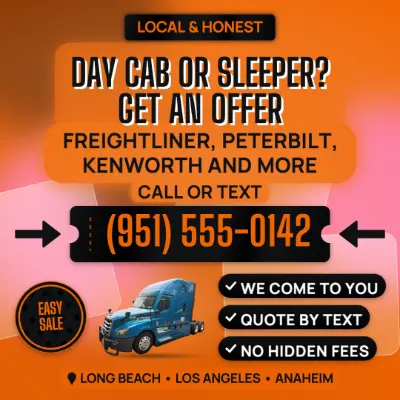 LOCAL & HONEST
DAY CAB OR SLEEPER?
GET AN OFFER
FREIGHTLINER, PETERBILT,
KENWORTH AND MORE
CALL OR TEXT
(951) 555-0142
EASY
SALE
WE COME TO YOU
QUOTE BY TEXT
NO HIDDEN FEES
LONG BEACH • LOS ANGELES • ANAHEIM